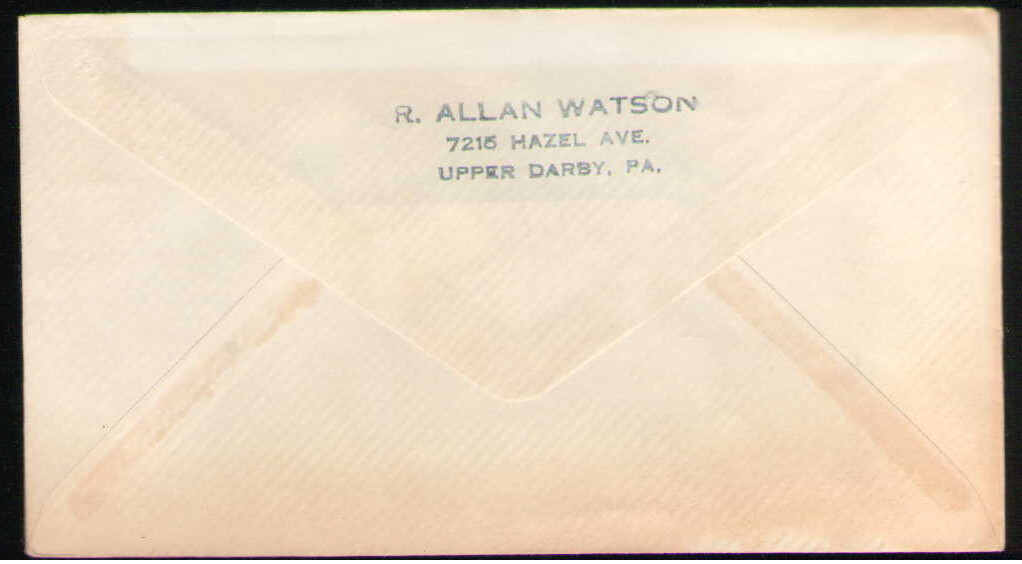 R. ALLAN WATSON
7215 HAZEL AVE.
UPPER DARBY, PA.